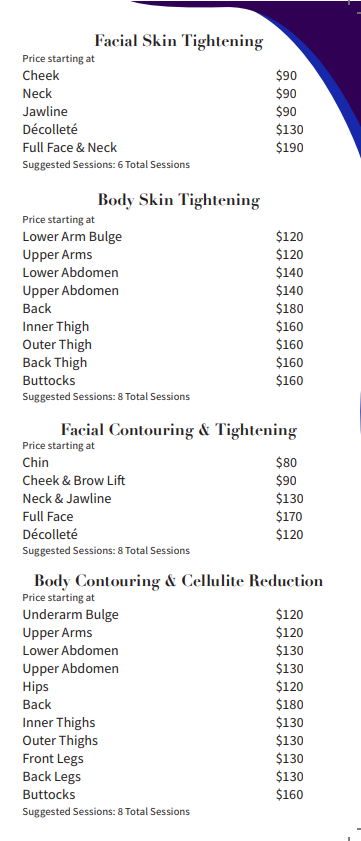 Facial Skin Tightening
Price starting at
Cheek $90
Neck $90
Jawline $90
Décolleté $130
Full Face & Neck $190
Suggested Sessions: 6 Total Sessions
Body Skin Tightening
Price starting at
Lower Arm Bulge $120
Upper Arms $120
Lower Abdomen $140
Upper Abdomen $140
Back $180
Inner Thigh $160
Outer Thigh $160
Back Thigh $160
Buttocks $160
Suggested Sessions: 8 Total Sessions
Facial Contouring & Tightening
Price starting at
Chin $80
Cheek & Brow Lift $90
Neck & Jawline $130
Full Face $170
Décolleté $120
Suggested Sessions: 8 Total Sessions
Body Contouring & Cellulite Reduction
Price starting at
Underarm Bulge $120
Upper Arms $120
Lower Abdomen $130
Upper Abdomen $130
Hips $120
Back $180
Inner Thighs $130
Outer Thighs $130
Front Legs $130
Back Legs $130
Buttocks $160
Suggested Sessions: 8 Total Sessions